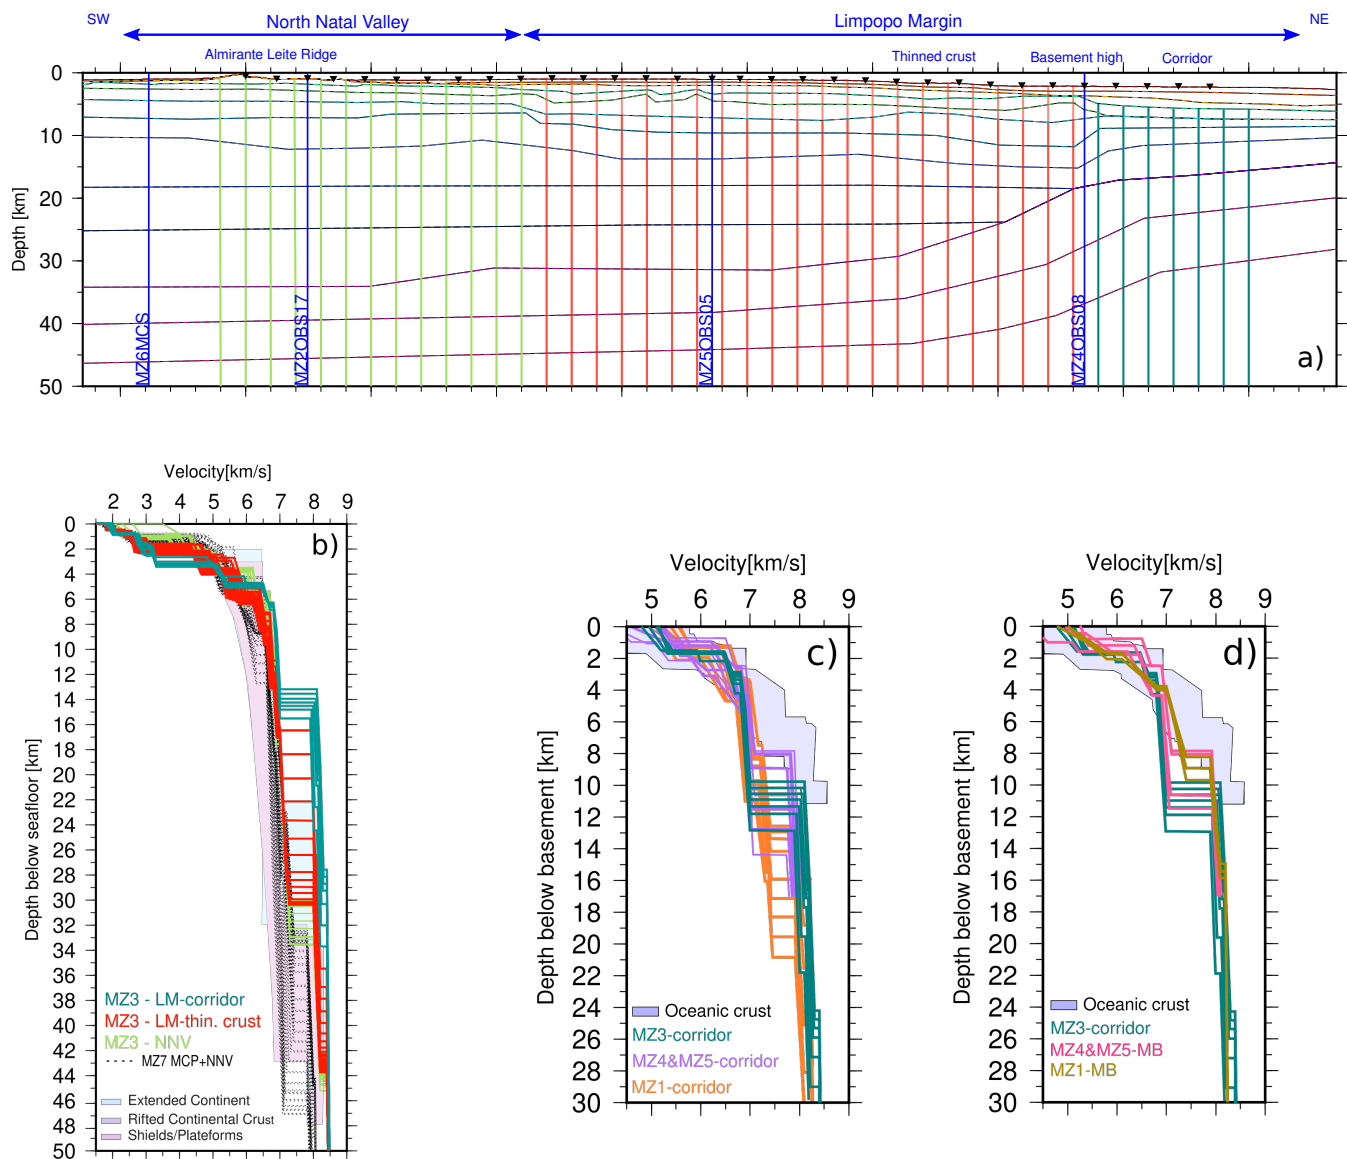 SW
North Natal Valley
Limpopo Margin
NE
Almirante Leite Ridge
Thinned crust
Basement high
Corridor
0
10
20
30
40
50
Depth [km]
MZ6MCS
MZ2OBS17
MZ5OBS05
MZ4OBS08
a)
Velocity[km/s]
2 3 4 5 6 7 8 9
0
2
4
6
8
10
12
14
16
18
20
22
24
26
28
30
32
34
36
38
40
42
44
46
48
50
Depth below seafloor [km]
b)
MZ3 - LM-corridor
MZ3 - LM-thin. crust
MZ3 - NNV
MZ7 MCP+NNV
Extended Continent
Rifted Continental Crust
Shields/Plateforms
Velocity[km/s]
5 6 7 8 9
0
2
4
6
8
10
12
14
16
18
20
22
24
26
28
30
Depth below basement [km]
c)
Oceanic crust
MZ3-corridor
MZ4&MZ5-corridor
MZ1-corridor
Velocity[km/s]
5 6 7 8 9
0
2
4
6
8
10
12
14
16
18
20
22
24
26
28
30
Depth below basement [km]
d)
Oceanic crust
MZ3-corridor
MZ4&MZ5-MB
MZ1-MB